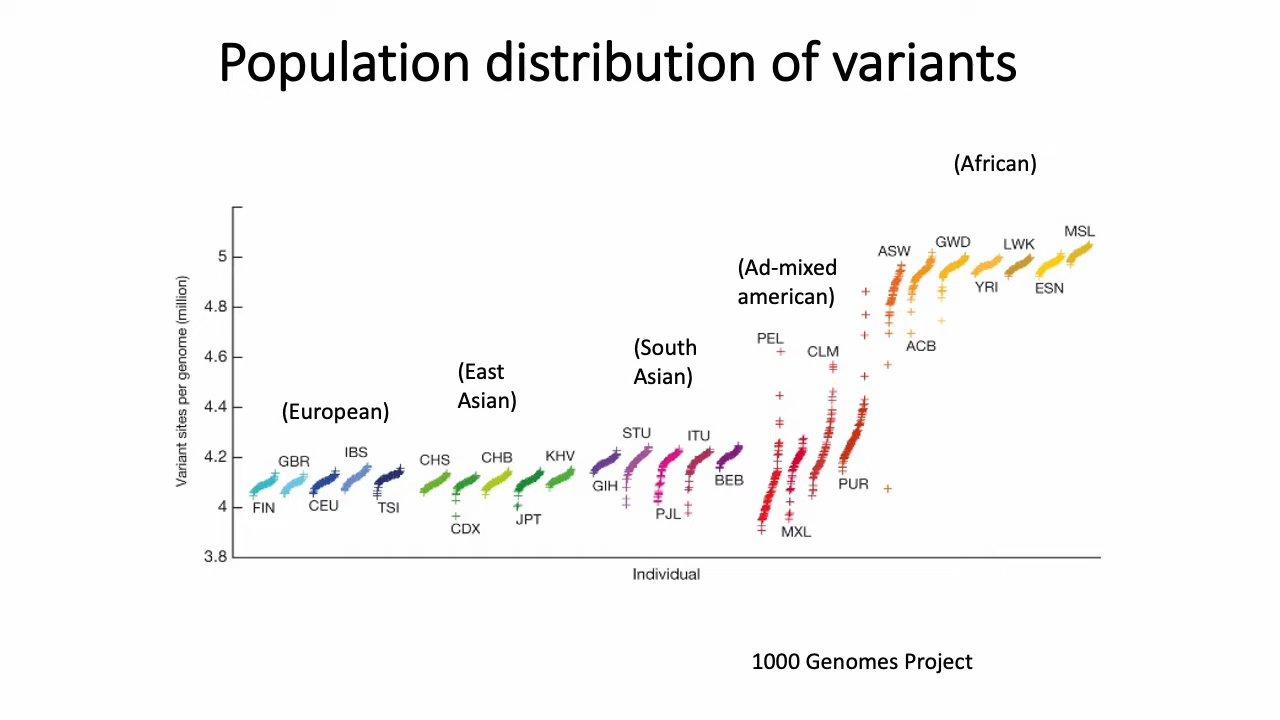 Population distribution of variants
(African)
(Ad-mixed
american)
(South
Asian)
(East
Asian)
(European)
Variant sites per genome (million)
5
4.8
4.6
4.4
4.2
4
3.8
FIN
GBR
CEU
IBS
TSI
CHS
CDX
CHB
JPT
KHV
GIH
STU
PJL
ITU
BEB
PEL
MXL
CLM
PUR
ASW
ACB
GWD
YRI
LWK
ESN
MSL
Individual
1000 Genomes Project